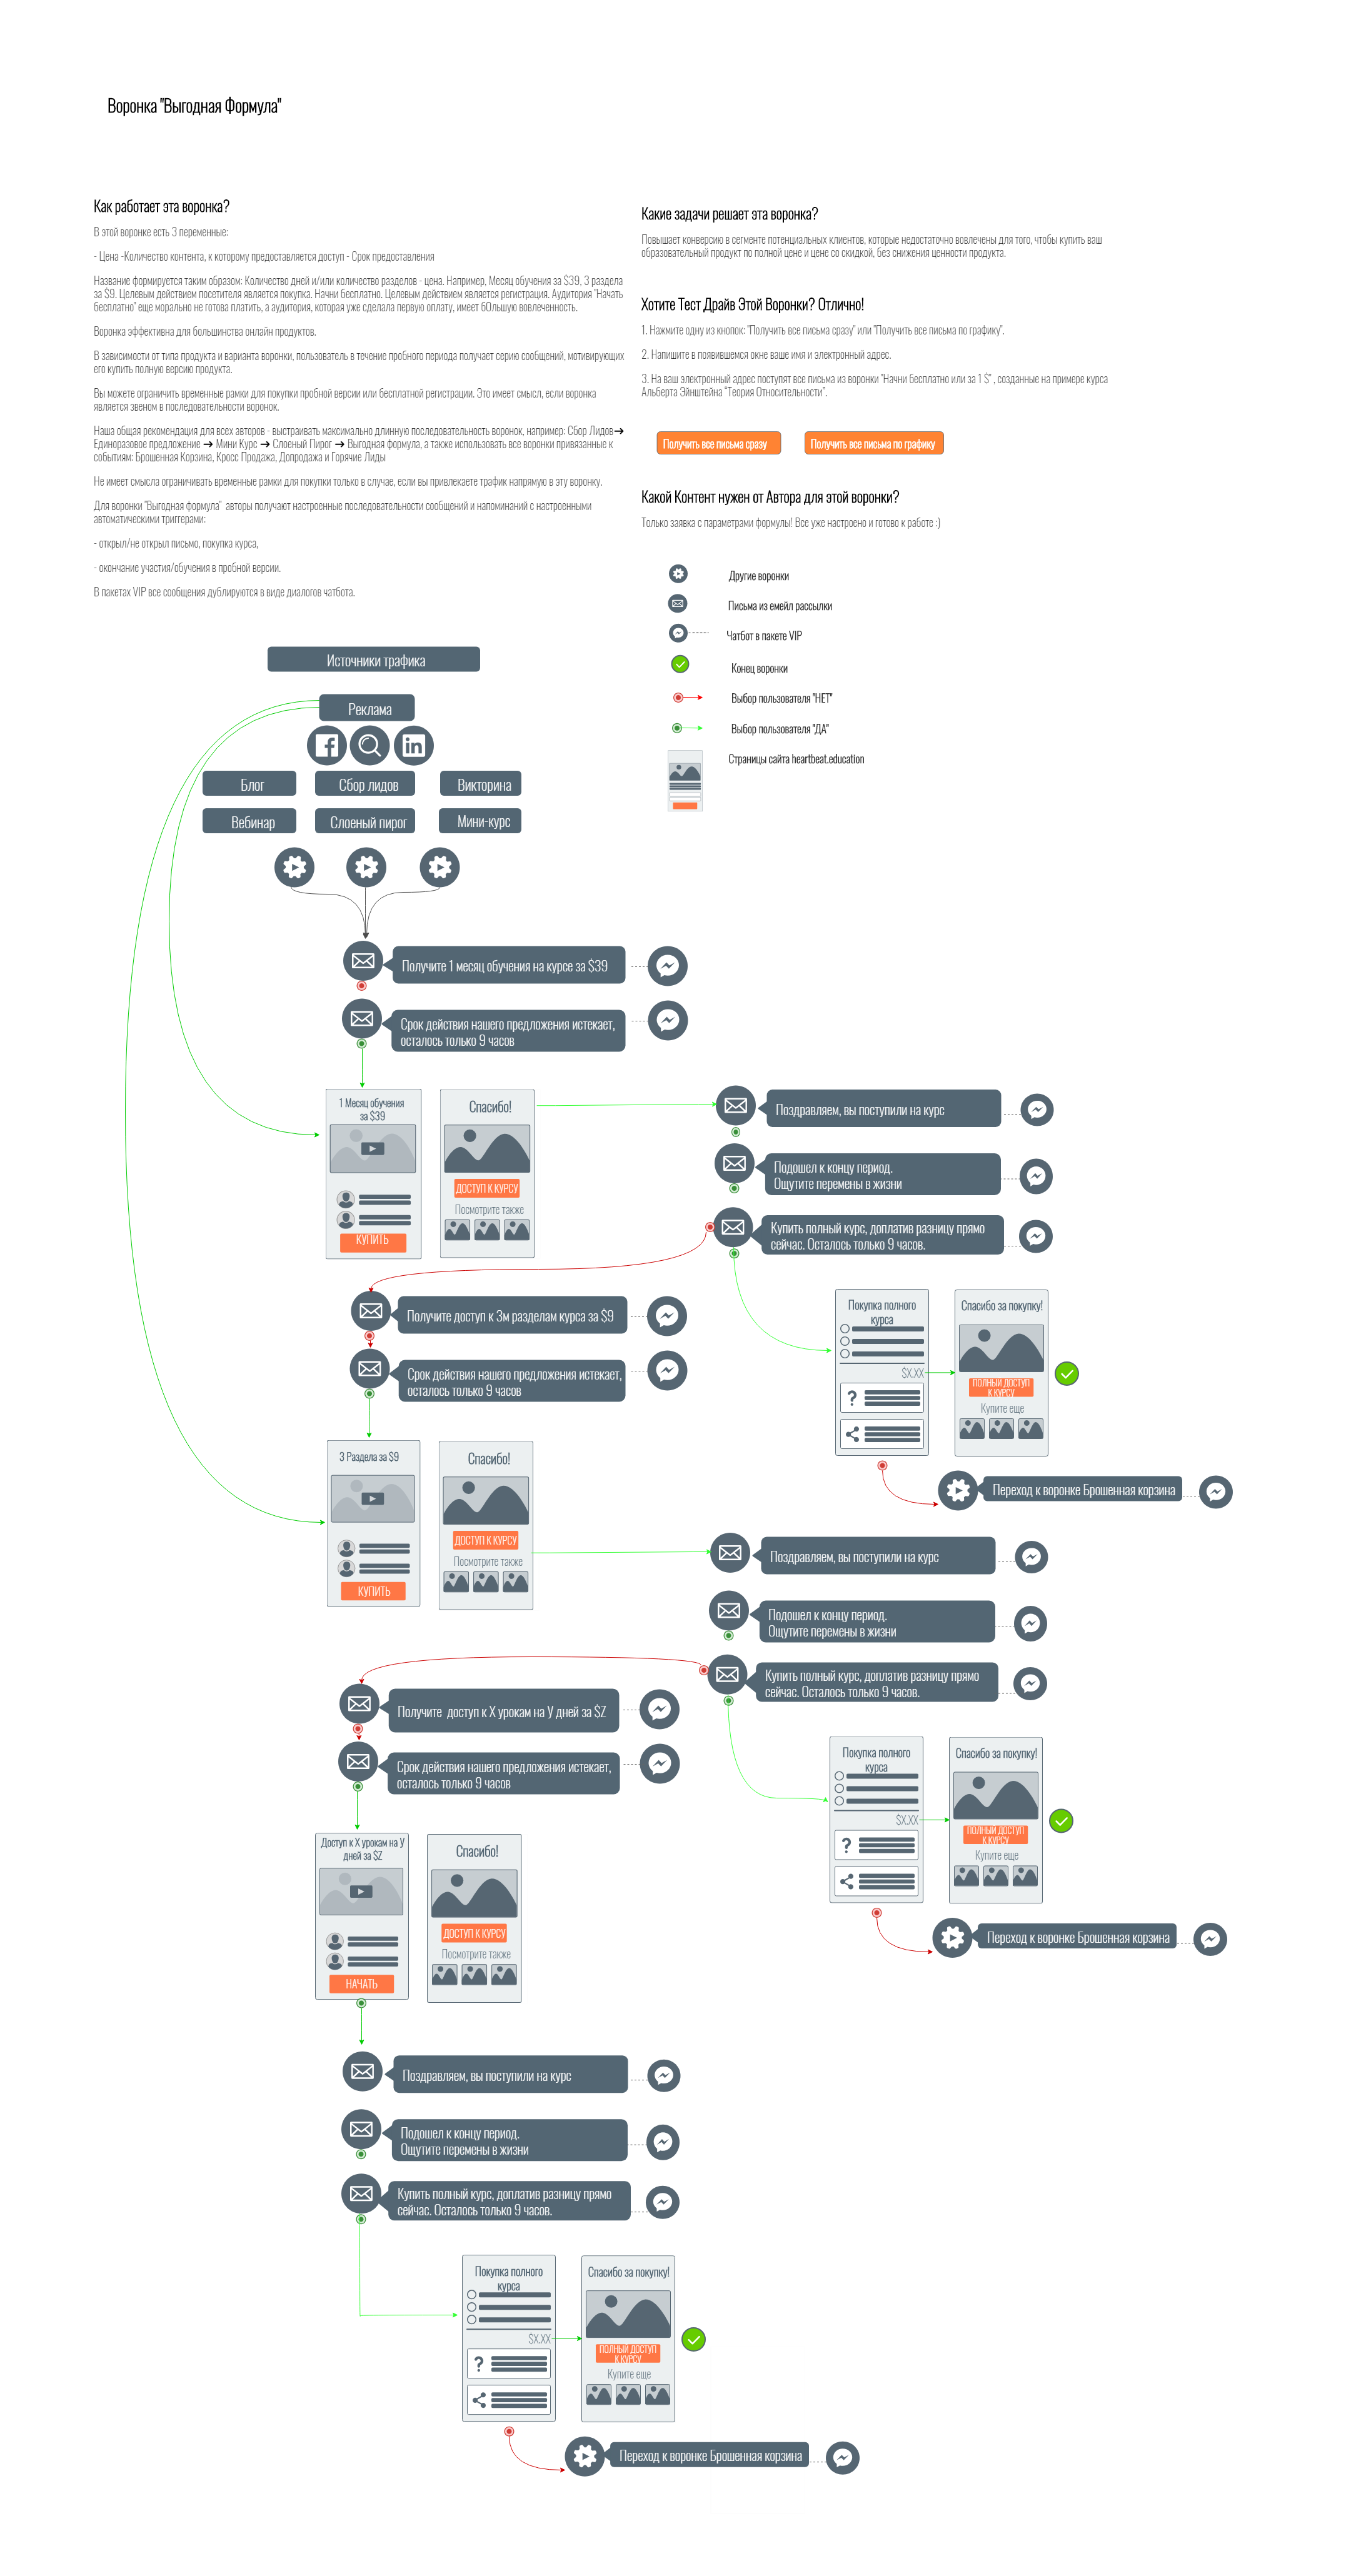 Воронка "Выгодная Формула"
Как работает эта воронка?
В этой воронке есть 3 переменные:
- Цена -Количество контента, к которому предоставляется доступ - Срок предоставления
Название формируется таким образом: Количество дней и/или количество разделов - цена. Например, Месяц обучения за $39, 3 раздела
за $9. Целевым действием посетителя является покупка. Начни бесплатно. Целевым действием является регистрация. Аудитория "Начать
бесплатно" еще морально не готова платить, а аудитория, которая уже сделала первую оплату, имеет бОльшую вовлеченность.
Воронка эффективна для большинства онлайн продуктов.
В зависимости от типа продукта и варианта воронки, пользователь в течение пробного периода получает серию сообщений, мотивирующих
его купить полную версию продукта.
Вы можете ограничить временные рамки для покупки пробной версии или бесплатной регистрации. Это имеет смысл, если воронка
является звеном в последовательности воронок.
Наша общая рекомендация для всех авторов - выстраивать максимально длинную последовательность воронок, например: Сбор Лидов➔
Единоразовое предложение ➔ Мини Курс ➔ Слоеный Пирог ➔ Выгодная формула, а также использовать все воронки привязанные к
событиям: Брошенная Корзина, Кросс Продажа, Допродажа и Горячие Лиды
Не имеет смысла ограничивать временные рамки для покупки только в случае, если вы привлекаете трафик напрямую в эту воронку.
Для воронки "Выгодная формула" авторы получают настроенные последовательности сообщений и напоминаний с настроенными
автоматическими триггерами:
- открыл/не открыл письмо, покупка курса,
- окончание участия/обучения в пробной версии.
В пакетах VIP все сообщения дублируются в виде диалогов чатбота.
Какие задачи решает эта воронка?
Повышает конверсию в сегменте потенциальных клиентов, которые недостаточно вовлечены для того, чтобы купить ваш
образовательный продукт по полной цене и цене со скидкой, без снижения ценности продукта.
Хотите Тест Драйв Этой Воронки? Отлично!
1. Нажмите одну из кнопок: "Получить все письма сразу" или "Получить все письма по графику".
2. Напишите в появившемся окне ваше имя и электронный адрес.
3. На ваш электронный адрес поступят все письма из воронки "Начни бесплатно или за 1 $" , созданные на примере курса
Альберта Эйнштейна "Теория Относительности".
Получить все письма сразу
Получить все письма по графику
Какой Контент нужен от Автора для этой воронки?
Только заявка с параметрами формулы! Все уже настроено и готово к работе :)
Другие воронки
Письма из емейл рассылки
Чатбот в пакете VIP
Конец воронки
Выбор пользователя "НЕТ"
Выбор пользователя "ДА"
Страницы сайта heartbeat.education
Источники трафика
Реклама
Блог
Сбор лидов
Викторина
Вебинар
Слоеный пирог
Мини-курс
Получите 1 месяц обучения на курсе за $39
Срок действия нашего предложения истекает,
осталось только 9 часов
1 Месяц обучения
за $39
КУПИТЬ
Спасибо!
ДОСТУП К КУРСУ
Посмотрите также
Поздравляем, вы поступили на курс
Подошел к концу период.
Ощутите перемены в жизни
Купить полный курс, доплатив разницу прямо
сейчас. Осталось только 9 часов.
Получите доступ к 3м разделам курса за $9
Срок действия нашего предложения истекает,
осталось только 9 часов
Покупка полного
курса
$X.XX
Спасибо за покупку!
ПОЛНЫЙ ДОСТУП
К КУРСУ
Купите еще
Переход к воронке Брошенная корзина
3 Раздела за $9
КУПИТЬ
Спасибо!
ДОСТУП К КУРСУ
Посмотрите также
Поздравляем, вы поступили на курс
Подошел к концу период.
Ощутите перемены в жизни
Купить полный курс, доплатив разницу прямо
сейчас. Осталось только 9 часов.
Получите доступ к Х урокам на У дней за $Z
Срок действия нашего предложения истекает,
осталось только 9 часов
Покупка полного
курса
$X.XX
Спасибо за покупку!
ПОЛНЫЙ ДОСТУП
К КУРСУ
Купите еще
Переход к воронке Брошенная корзина
Доступ к Х урокам на У
дней за $Z
НАЧАТЬ
Спасибо!
ДОСТУП К КУРСУ
Посмотрите также
Поздравляем, вы поступили на курс
Подошел к концу период.
Ощутите перемены в жизни
Купить полный курс, доплатив разницу прямо
сейчас. Осталось только 9 часов.
Покупка полного
курса
$X.XX
Спасибо за покупку!
ПОЛНЫЙ ДОСТУП
К КУРСУ
Купите еще
Переход к воронке Брошенная корзина